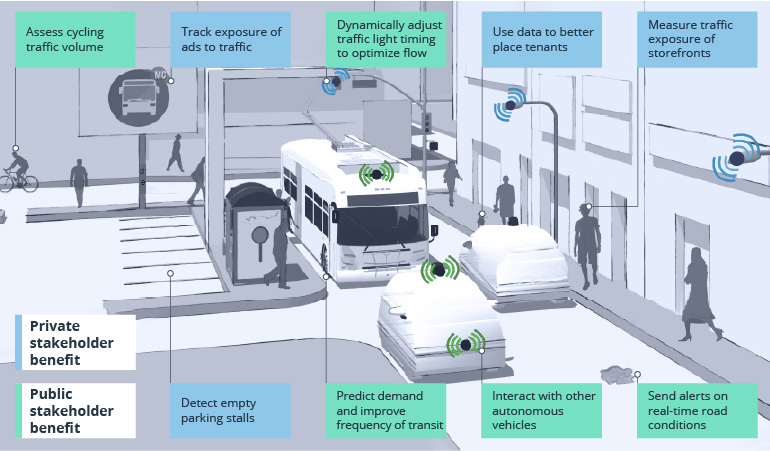 Assess cycling
traffic volume
Track exposure of
ads to traffic
Dynamically adjust
traffic light timing
to optimize flow
Use data to better
place tenants
Measure traffic
exposure of
storefronts
NC
Private
stakeholder
benefit
Public
stakeholder
benefit
Detect empty
parking stalls
Predict demand
and improve
frequency of transit
Interact with other
autonomous
vehicles
Send alerts on
real-time road
conditions